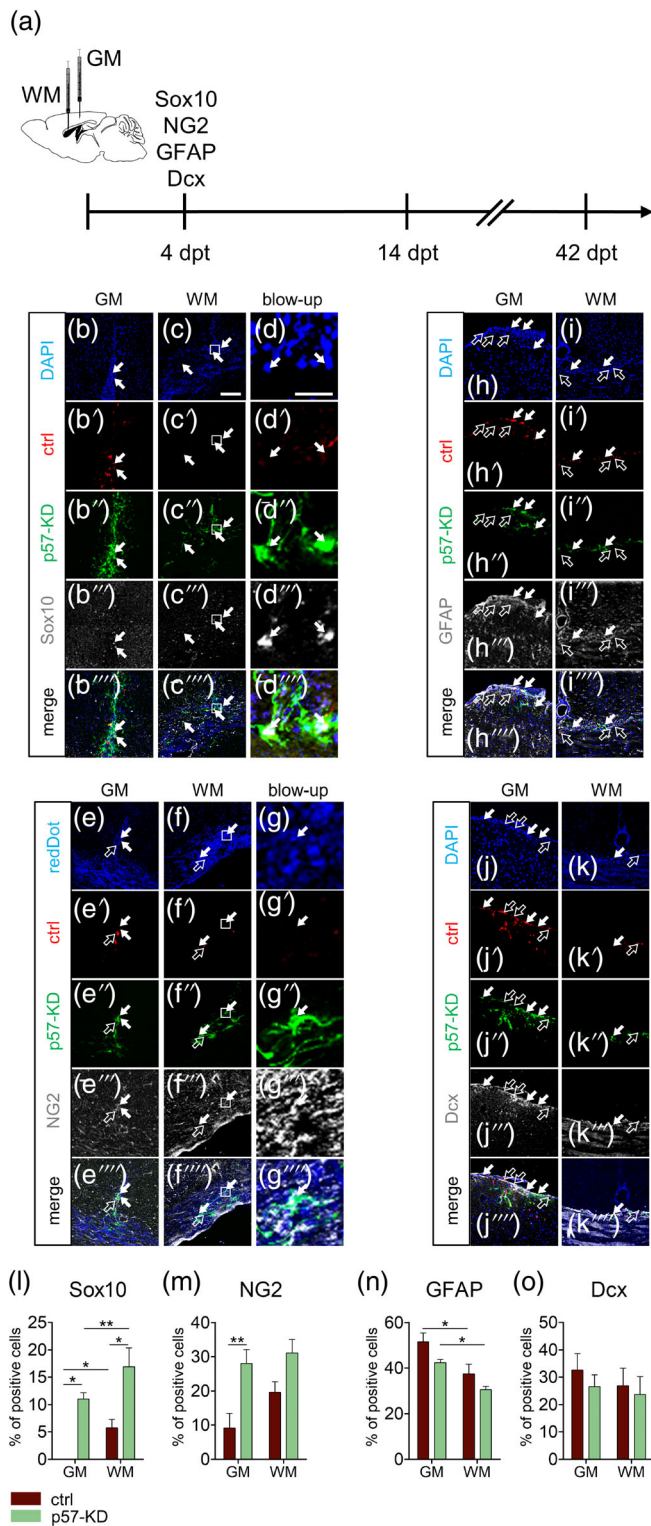 (a)
GM
WM
Sox10
NG2
GFAP
Dcx
4 dpt 14 dpt 42 dpt
GM WM blow-up
DAPI (b) (c) (d)
ctrl (b′) (c′) (d′)
p57-KD (b″) (c″) (d″)
Sox10 (b‴) (c‴) (d‴)
merge (b⁗) (c⁗) (d⁗)
GM WM
DAPI (h) (i)
ctrl (h′) (i′)
p57-KD (h″) (i″)
GFAP (h‴) (i‴)
merge (h⁗) (i⁗)
GM WM blow-up
redDot (e) (f) (g)
ctrl (e′) (f′) (g′)
p57-KD (e″) (f″) (g″)
NG2 (e‴) (f‴) (g‴)
merge (e⁗) (f⁗) (g⁗)
GM WM
DAPI (j) (k)
ctrl (j′) (k′)
p57-KD (j″) (k″)
Dcx (j‴) (k‴)
merge (j⁗) (k⁗)
(l) Sox10
% of positive cells
25
20
15
10
5
0
** * * *
GM WM
(m) NG2
% of positive cells
40
30
20
10
0
**
GM WM
(n) GFAP
% of positive cells
60
40
20
0
* *
GM WM
(o) Dcx
% of positive cells
50
40
30
20
10
0
GM WM
ctrl
p57-KD